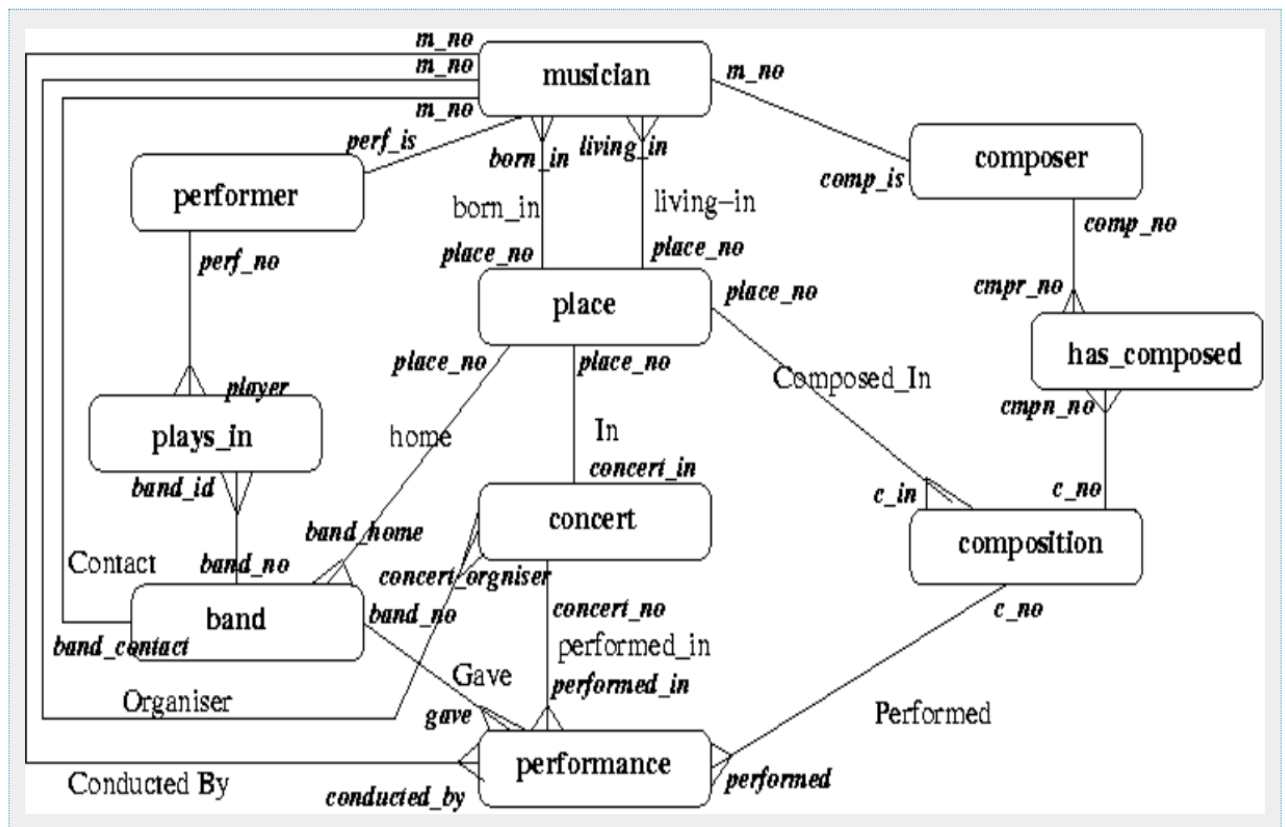 m_no
m_no
musician
m_no
m_no
perf_is
born_in
living_in
composer
comp_is
performer
born_in
living-in
comp_no
perf_no
place_no
place_no
cmpr_no
place
place_no
has_composed
place_no
place_no
Composed_In
player
cmpn_no
plays_in
home
In
band_id
concert_in
c_in
c_no
concert
band_home
composition
Contact
band_no
concert_orgniser
band
band_no
concert_no
c_no
band_contact
performed_in
Gave
performed_in
Organiser
gave
Performed
performance
Conducted By
conducted_by
performed